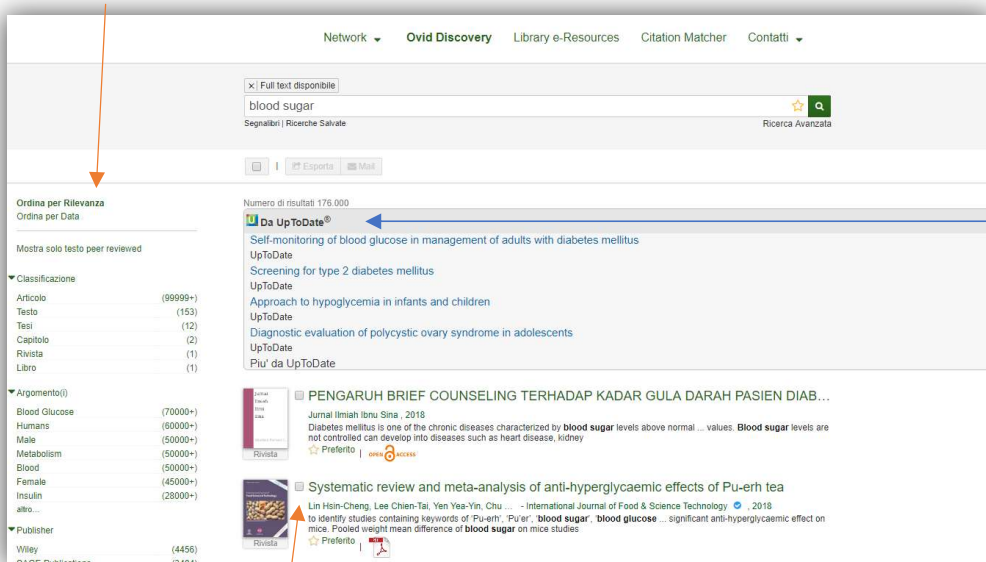 Network Ovid Discovery Library e-Resources Citation Matcher Contatti
x Full text disponibile
blood sugar
Segnalibri | Ricerche Salvate Ricerca Avanzata
Esporta Mail
Ordina per Rilevanza
Ordina per Data
Mostra solo testo peer reviewed
Classificazione
Articolo (99999+)
Testo (153)
Tesi (12)
Capitolo (2)
Rivista (1)
Libro (1)
Argomento(i)
Blood Glucose (70000+)
Humans (60000+)
Male (50000+)
Metabolism (50000+)
Blood (50000+)
Female (45000+)
Insulin (28000+)
altro...
Publisher
Wiley (4456)
Numero di risultati 176.000
Da UpToDate®
Self-monitoring of blood glucose in management of adults with diabetes mellitus
UpToDate
Screening for type 2 diabetes mellitus
UpToDate
Approach to hypoglycemia in infants and children
UpToDate
Diagnostic evaluation of polycystic ovary syndrome in adolescents
UpToDate
Piu' da UpToDate
PENGARUH BRIEF COUNSELING TERHADAP KADAR GULA DARAH PASIEN DIAB...
Jurnal Ilmiah Ibnu Sina , 2018
Diabetes mellitus is one of the chronic diseases characterized by blood sugar levels above normal ... values. Blood sugar levels are
not controlled can develop into diseases such as heart disease, kidney
Rivista
Preferito | OPEN ACCESS
Systematic review and meta-analysis of anti-hyperglycaemic effects of Pu-erh tea
Lin Hsin-Cheng, Lee Chien-Tai, Yen Yea-Yin, Chu ... - International Journal of Food & Science Technology , 2018
to identify studies containing keywords of 'Pu-erh', 'Pu'er', 'blood sugar', 'blood glucose ... significant anti-hyperglycaemic effect on
mice. Pooled weight mean difference of blood sugar on mice studies
Rivista
Preferito |